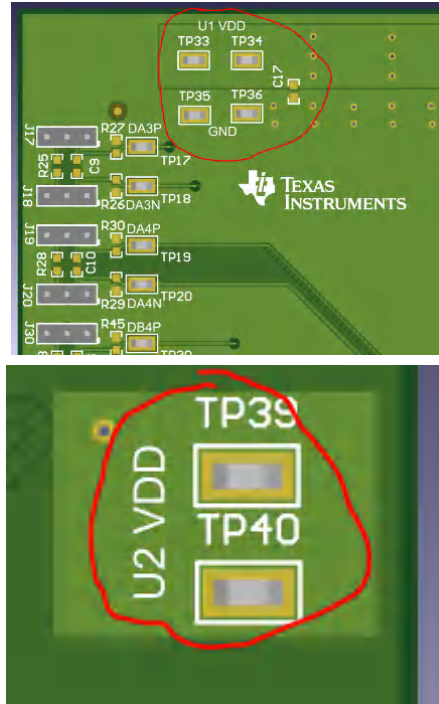 U1 VDD
TP33 TP34
C17
TP35 TP36
GND
J17
R27 DA3P
R25
C9
TP17
J18
R26 DA3N
TP18
TEXAS
INSTRUMENTS
J19
R30 DA4P
R28
C10
TP19
J20
R29 DA4N
TP20
J30
R45 DB4P
TP39
U2 VDD
TP40